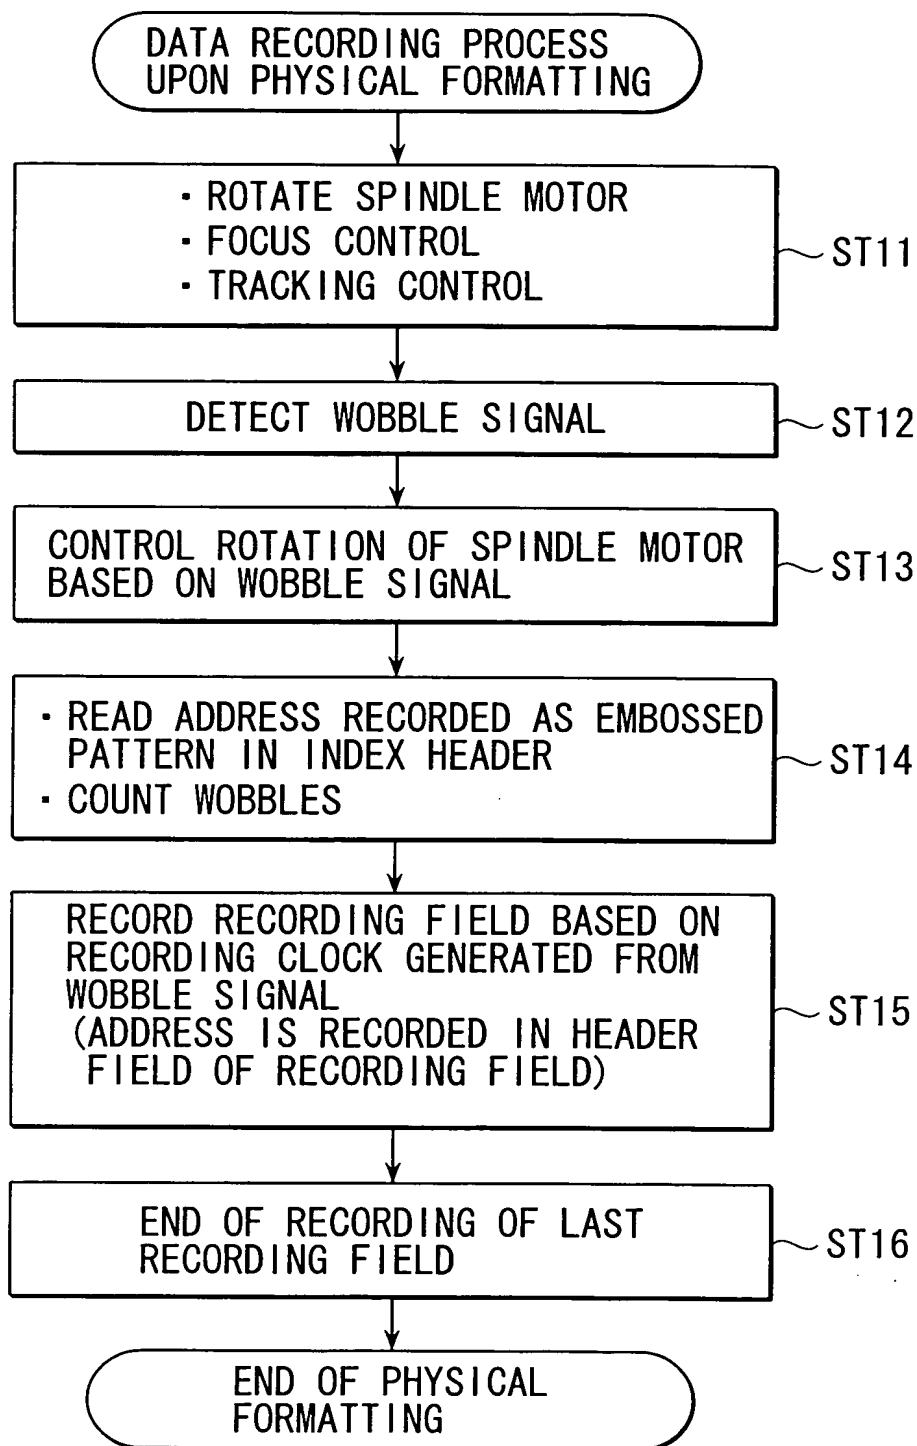 DATA RECORDING PROCESS
UPON PHYSICAL FORMATTING
· ROTATE SPINDLE MOTOR
· FOCUS CONTROL
· TRACKING CONTROL
ST11
DETECT WOBBLE SIGNAL
ST12
CONTROL ROTATION OF SPINDLE MOTOR
BASED ON WOBBLE SIGNAL
ST13
· READ ADDRESS RECORDED AS EMBOSSED
PATTERN IN INDEX HEADER
· COUNT WOBBLES
ST14
RECORD RECORDING FIELD BASED ON
RECORDING CLOCK GENERATED FROM
WOBBLE SIGNAL
(ADDRESS IS RECORDED IN HEADER
FIELD OF RECORDING FIELD)
ST15
END OF RECORDING OF LAST
RECORDING FIELD
ST16
END OF PHYSICAL
FORMATTING